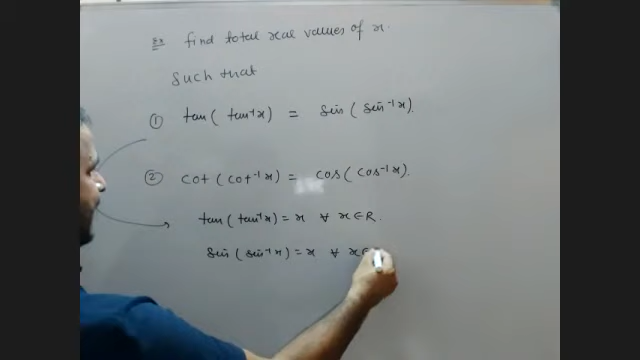 Ex find total real values of x.
Such that
① tan( tan⁻¹x) = sin( sin⁻¹x).
② cot( cot⁻¹x) = cos( cos⁻¹x).
tan( tan⁻¹x) = x ∀ x∈R.
sin( sin⁻¹x) = x ∀ x∈